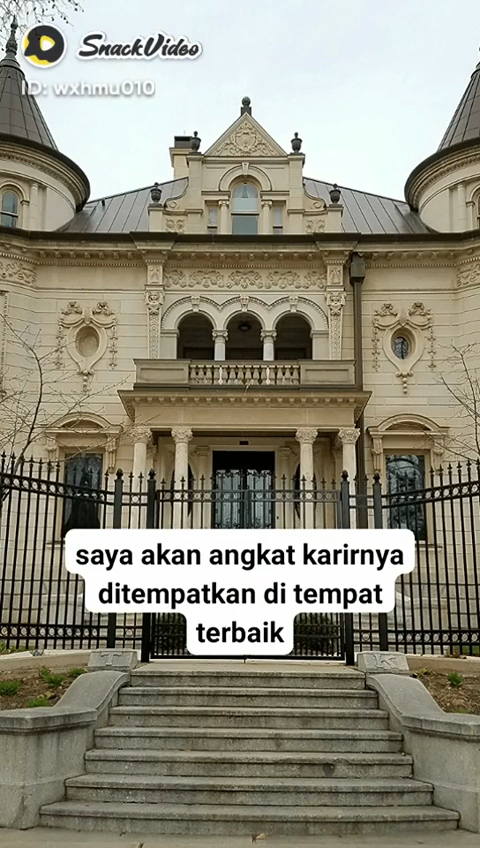 SnackVideo
ID: wxhmu010
saya akan angkat karirnya
ditempatkan di tempat
terbaik